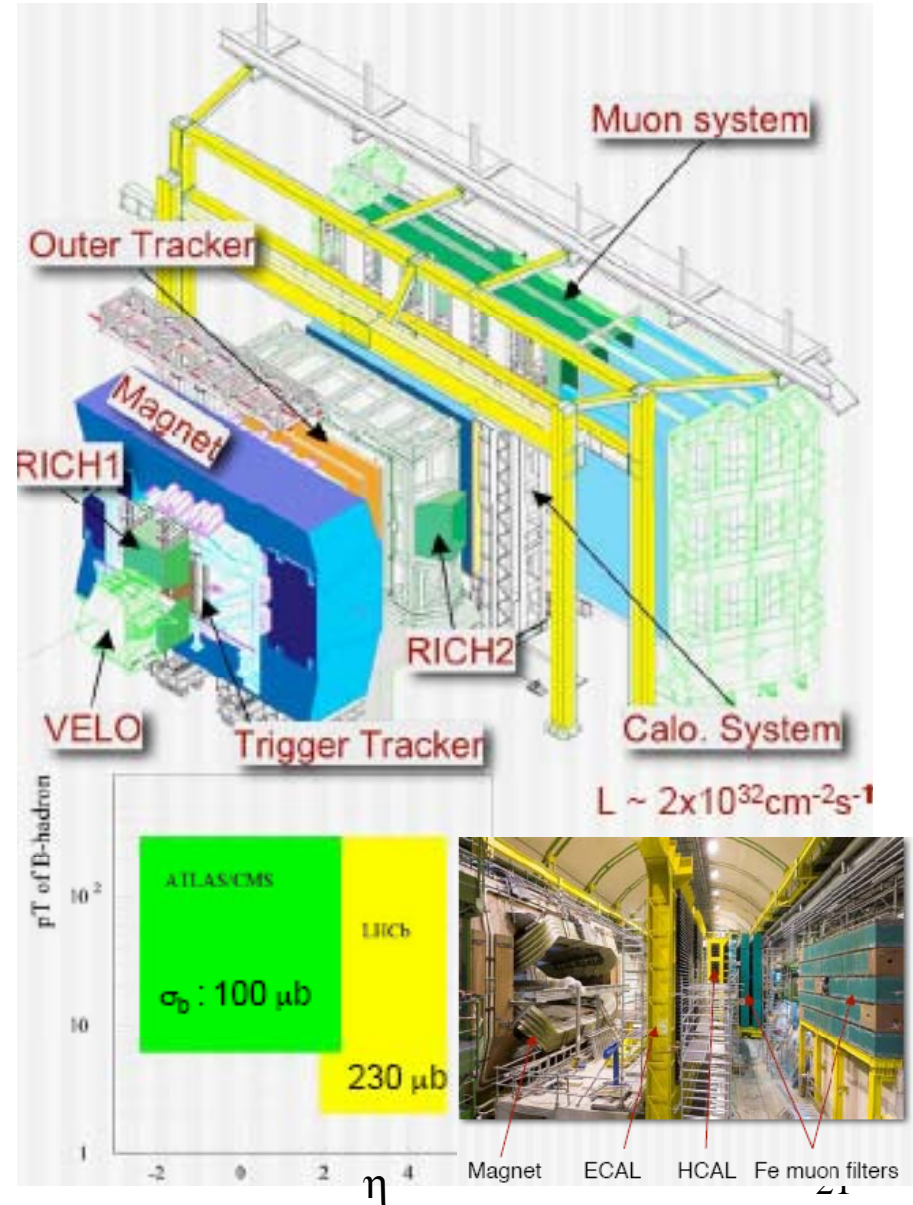 Muon system
Outer Tracker
Magnet
RICH1
RICH2
VELO
Trigger Tracker
Calo. System
L ~ 2x10³²cm⁻²s⁻¹
pT of B-hadron
10²
10
1
ATLAS/CMS
LHCb
σb : 100 μb
230 μb
-2 0 2 4
η
Magnet ECAL HCAL Fe muon filters